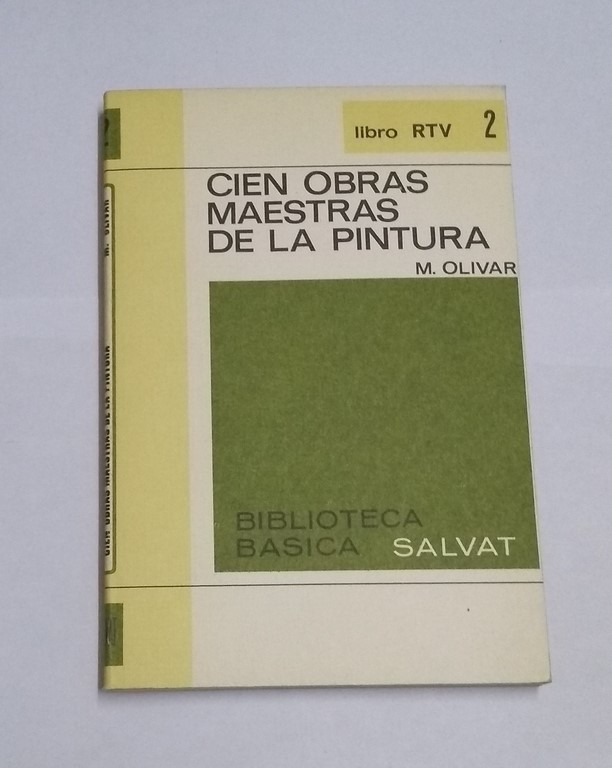 libro RTV 2
CIEN OBRAS
MAESTRAS
DE LA PINTURA
M. OLIVAR
BIBLIOTECA
BASICA SALVAT
CIEN OBRAS MAESTRAS DE LA PINTURA M. OLIVAR